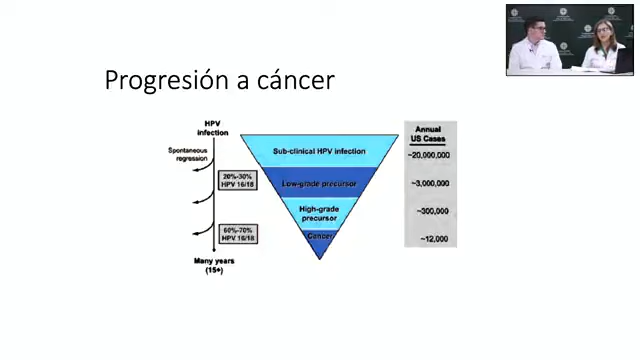 Progresión a cáncer
HPV
infection
Spontaneous
regression
20%-30%
HPV 16/18
60%-70%
HPV 16/18
Many years
(15+)
Sub-clinical HPV infection
Low-grade precursor
High-grade
precursor
Cancer
Annual
US Cases
~20,000,000
~3,000,000
~300,000
~12,000